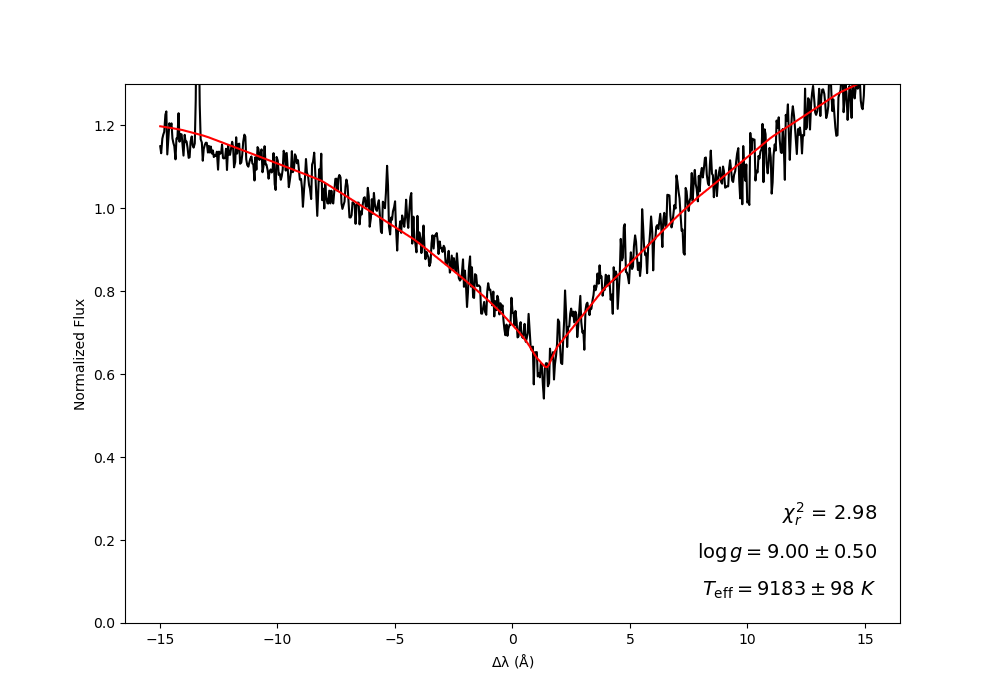 1.2
1.0
0.8
0.6
0.4
0.2
0.0
Normalized Flux
χ²ᵣ = 2.98
log g = 9.00 ± 0.50
T_eff = 9183 ± 98 K
−15 −10 −5 0 5 10 15
Δλ (Å)